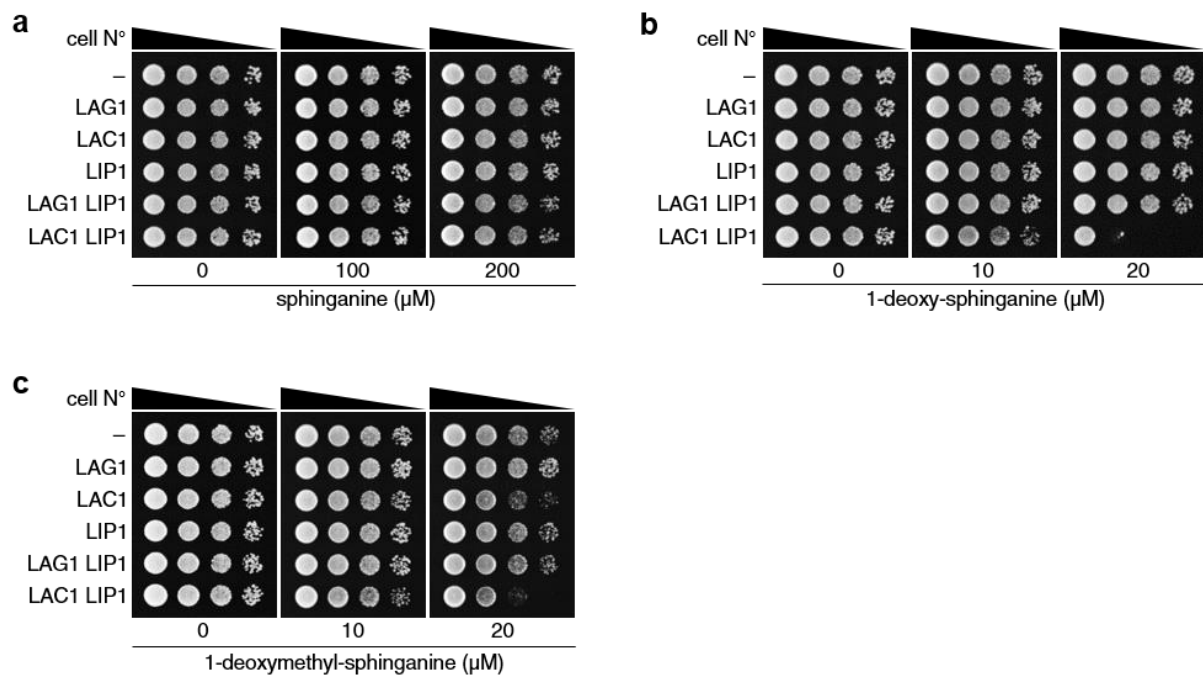 a
cell N°
–
LAG1
LAC1
LIP1
LAG1 LIP1
LAC1 LIP1
0 100 200
sphinganine (µM)
b
cell N°
–
LAG1
LAC1
LIP1
LAG1 LIP1
LAC1 LIP1
0 10 20
1-deoxy-sphinganine (µM)
c
cell N°
–
LAG1
LAC1
LIP1
LAG1 LIP1
LAC1 LIP1
0 10 20
1-deoxymethyl-sphinganine (µM)